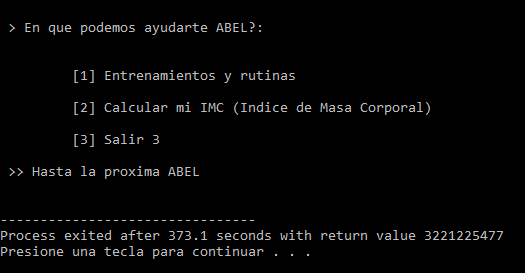 > En que podemos ayudarte ABEL?:
[1] Entrenamientos y rutinas
[2] Calcular mi IMC (Indice de Masa Corporal)
[3] Salir 3
>> Hasta la proxima ABEL
--------------------------------
Process exited after 373.1 seconds with return value 3221225477
Presione una tecla para continuar . . .